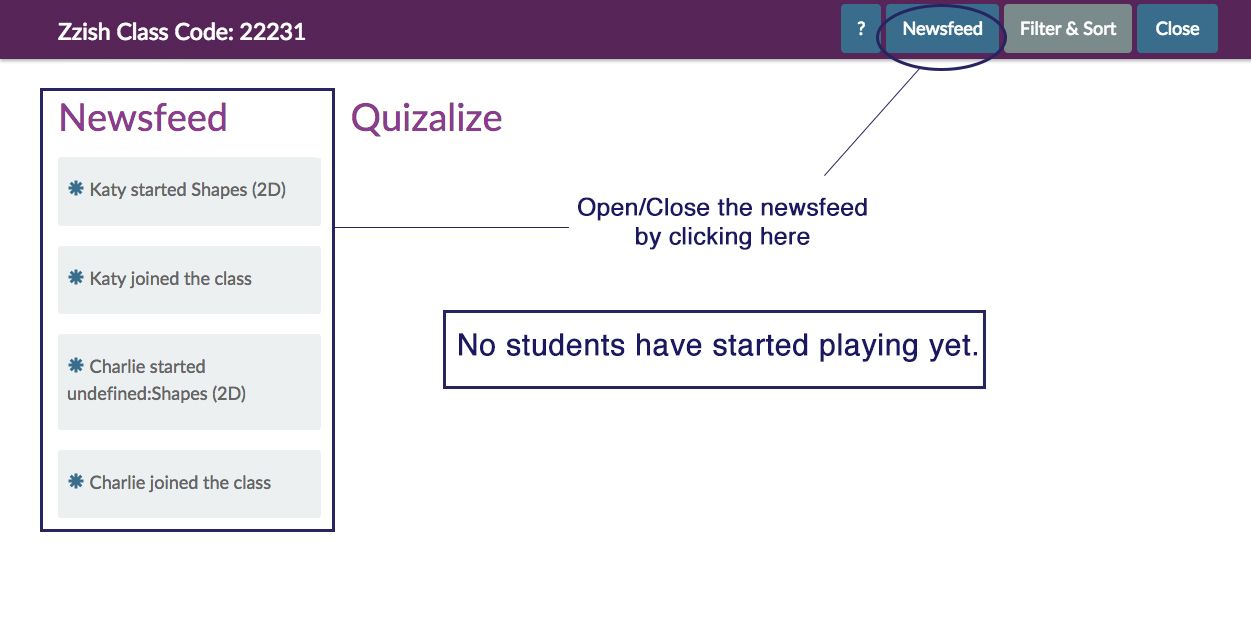 Zzish Class Code: 22231
?
Newsfeed
Filter & Sort
Close
Newsfeed
Katy started Shapes (2D)
Katy joined the class
Charlie started
undefined:Shapes (2D)
Charlie joined the class
Quizalize
Open/Close the newsfeed
by clicking here
No students have started playing yet.